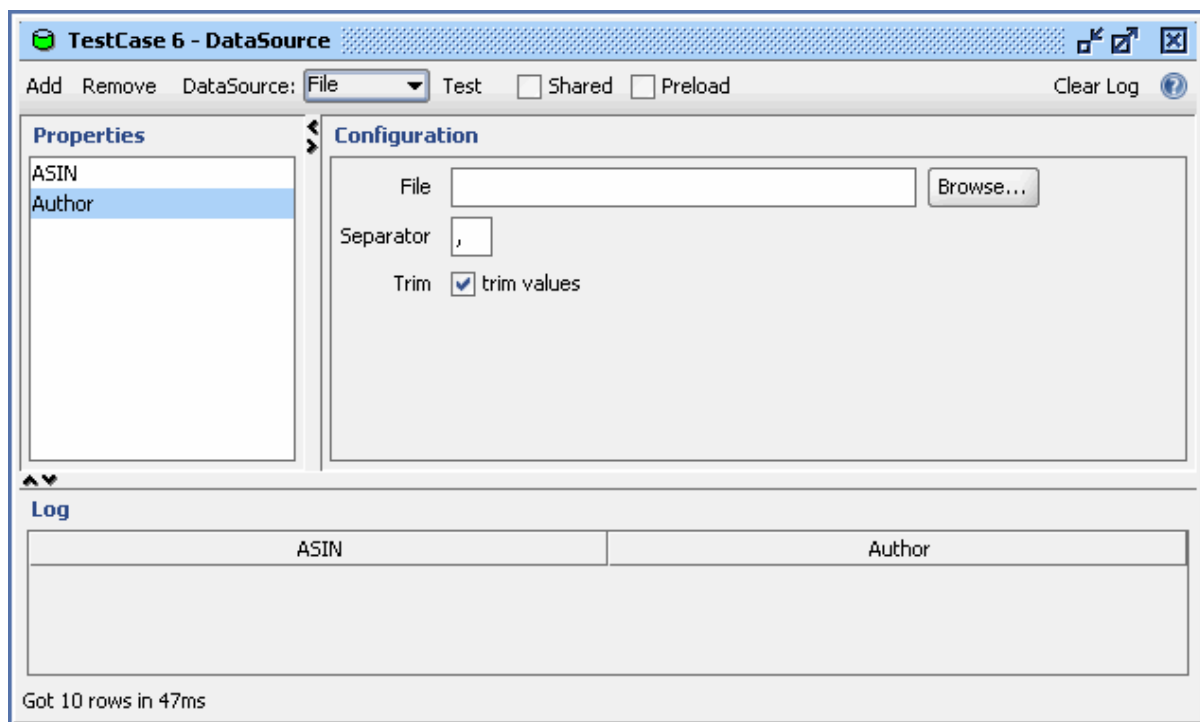 TestCase 6 - DataSource
Add Remove DataSource: File Test Shared Preload Clear Log ?
Properties
ASIN
Author
Configuration
File Browse...
Separator ,
Trim trim values
Log
ASIN Author
Got 10 rows in 47ms